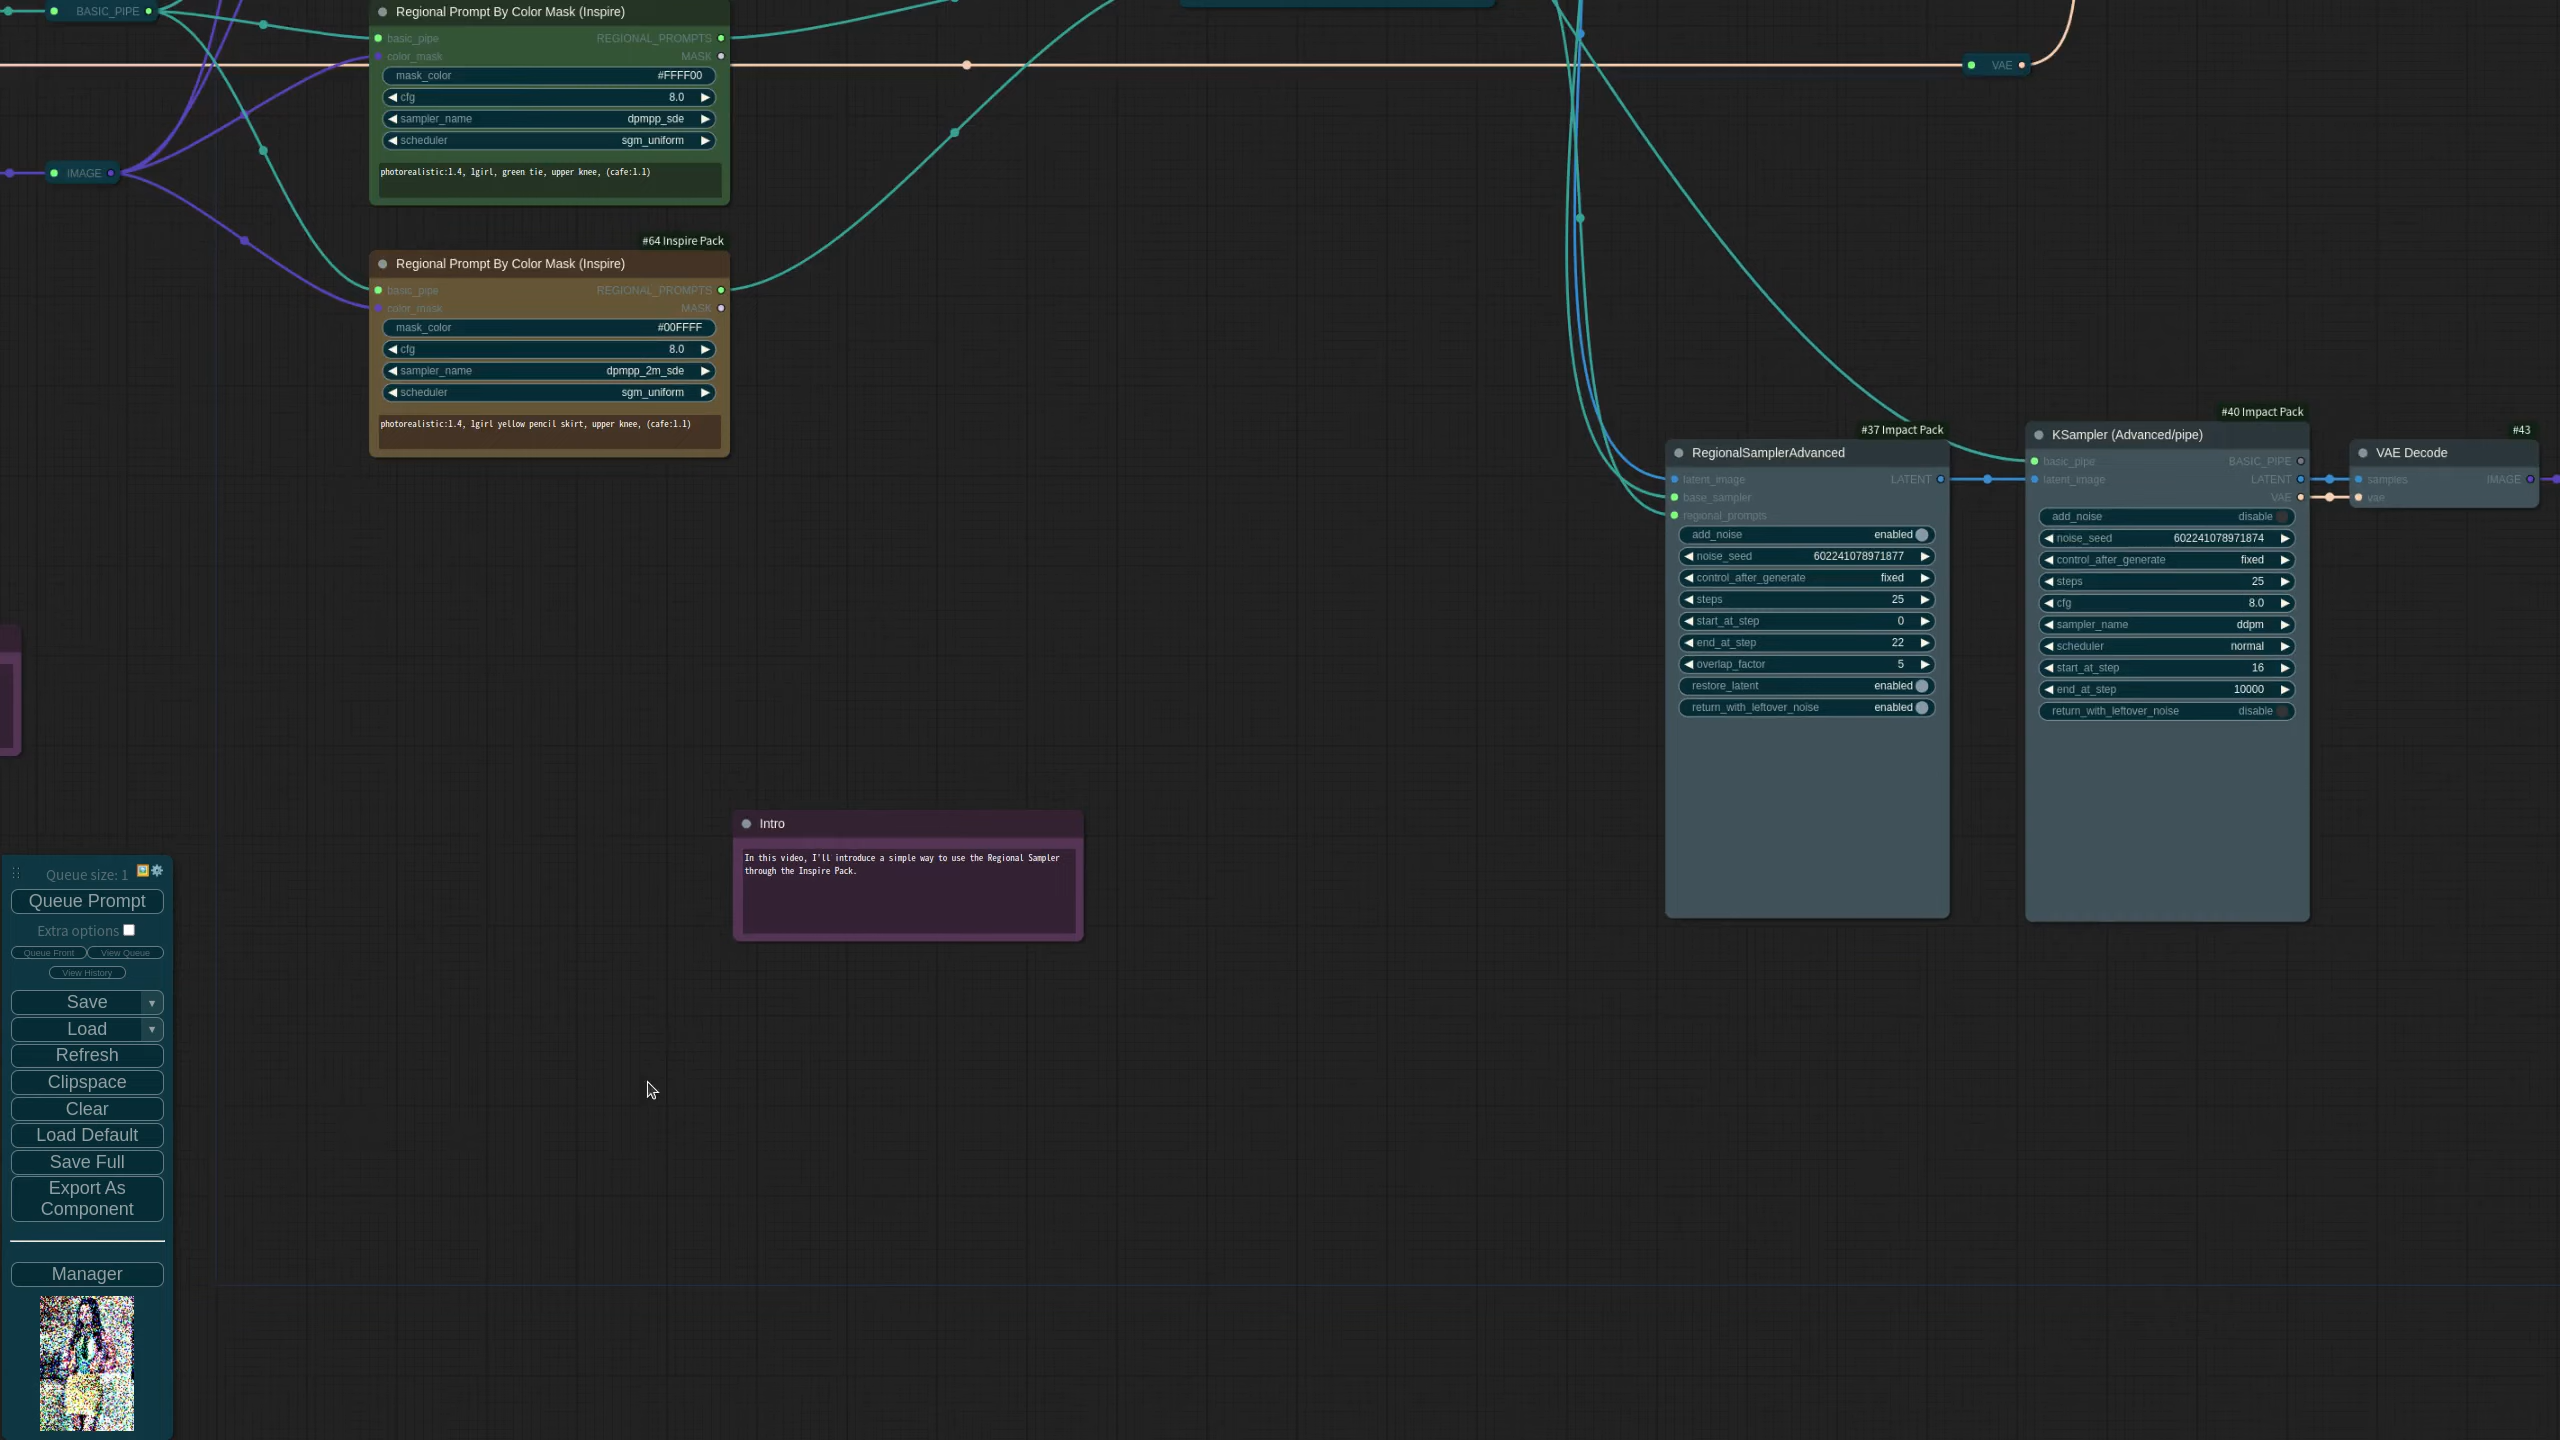 BASIC_PIPE
Regional Prompt By Color Mask (Inspire)
basic_pipe REGIONAL_PROMPTS
color_mask MASK
mask_color #FFFF00
cfg 8.0
sampler_name dpmpp_sde
scheduler sgm_uniform
photorealistic:1.4, 1girl, green tie, upper knee, (cafe:1.1)
VAE
IMAGE
#64 Inspire Pack
Regional Prompt By Color Mask (Inspire)
basic_pipe REGIONAL_PROMPTS
color_mask MASK
mask_color #00FFFF
cfg 8.0
sampler_name dpmpp_2m_sde
scheduler sgm_uniform
photorealistic:1.4, 1girl yellow pencil skirt, upper knee, (cafe:1.1)
#37 Impact Pack
RegionalSamplerAdvanced
latent_image LATENT
base_sampler
regional_prompts
add_noise enabled
noise_seed 602241078971877
control_after_generate fixed
steps 25
start_at_step 0
end_at_step 22
overlap_factor 5
restore_latent enabled
return_with_leftover_noise enabled
#40 Impact Pack
KSampler (Advanced/pipe)
basic_pipe BASIC_PIPE
latent_image LATENT
VAE
add_noise disable
noise_seed 602241078971874
control_after_generate fixed
steps 25
cfg 8.0
sampler_name ddpm
scheduler normal
start_at_step 16
end_at_step 10000
return_with_leftover_noise disable
#43
VAE Decode
samples IMAGE
vae
Intro
In this video, I'll introduce a simple way to use the Regional Sampler
through the Inspire Pack.
Queue size: 1
Queue Prompt
Extra options
Queue Front View Queue
View History
Save
Load
Refresh
Clipspace
Clear
Load Default
Save Full
Export As
Component
Manager